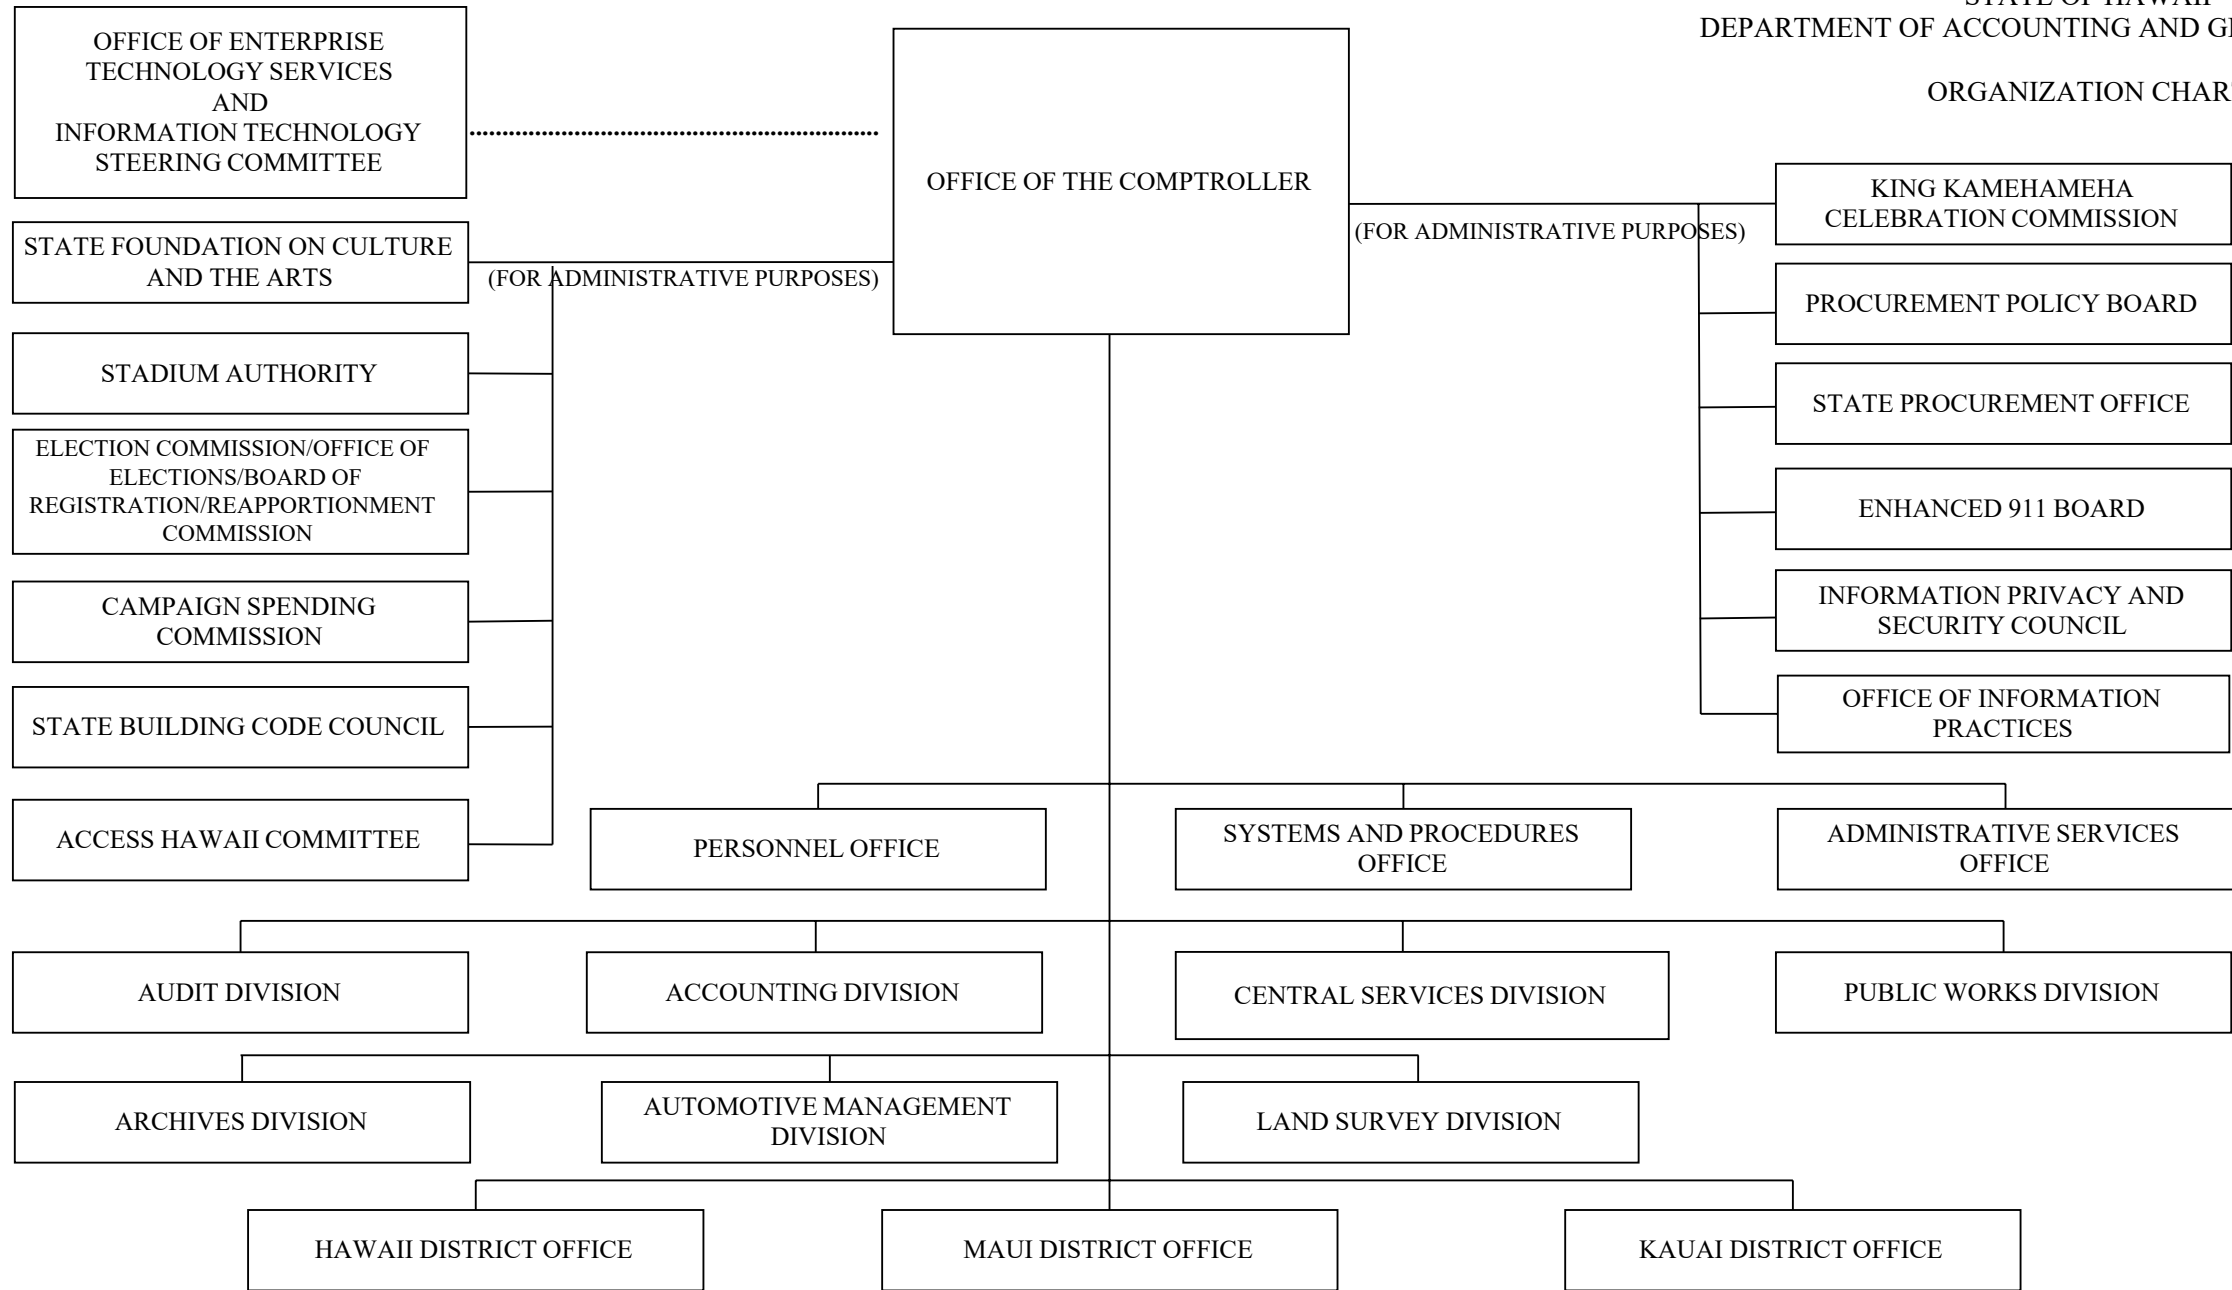 STATE OF HAWAII
DEPARTMENT OF ACCOUNTING AND
ORGANIZATION CHAR
OFFICE OF ENTERPRISE
TECHNOLOGY SERVICES
AND
INFORMATION TECHNOLOGY
STEERING COMMITTEE
OFFICE OF THE COMPTROLLER
KING KAMEHAMEHA
CELEBRATION COMMISSION
(FOR ADMINISTRATIVE PURPOSES)
STATE FOUNDATION ON CULTURE
AND THE ARTS
(FOR ADMINISTRATIVE PURPOSES)
PROCUREMENT POLICY BOARD
STADIUM AUTHORITY
STATE PROCUREMENT OFFICE
ELECTION COMMISSION/OFFICE OF
ELECTIONS/BOARD OF
REGISTRATION/REAPPORTIONMENT
COMMISSION
ENHANCED 911 BOARD
CAMPAIGN SPENDING
COMMISSION
INFORMATION PRIVACY AND
SECURITY COUNCIL
STATE BUILDING CODE COUNCIL
OFFICE OF INFORMATION
PRACTICES
ACCESS HAWAII COMMITTEE
PERSONNEL OFFICE
SYSTEMS AND PROCEDURES
OFFICE
ADMINISTRATIVE SERVICES
OFFICE
AUDIT DIVISION
ACCOUNTING DIVISION
CENTRAL SERVICES DIVISION
PUBLIC WORKS DIVISION
ARCHIVES DIVISION
AUTOMOTIVE MANAGEMENT
DIVISION
LAND SURVEY DIVISION
HAWAII DISTRICT OFFICE
MAUI DISTRICT OFFICE
KAUAI DISTRICT OFFICE